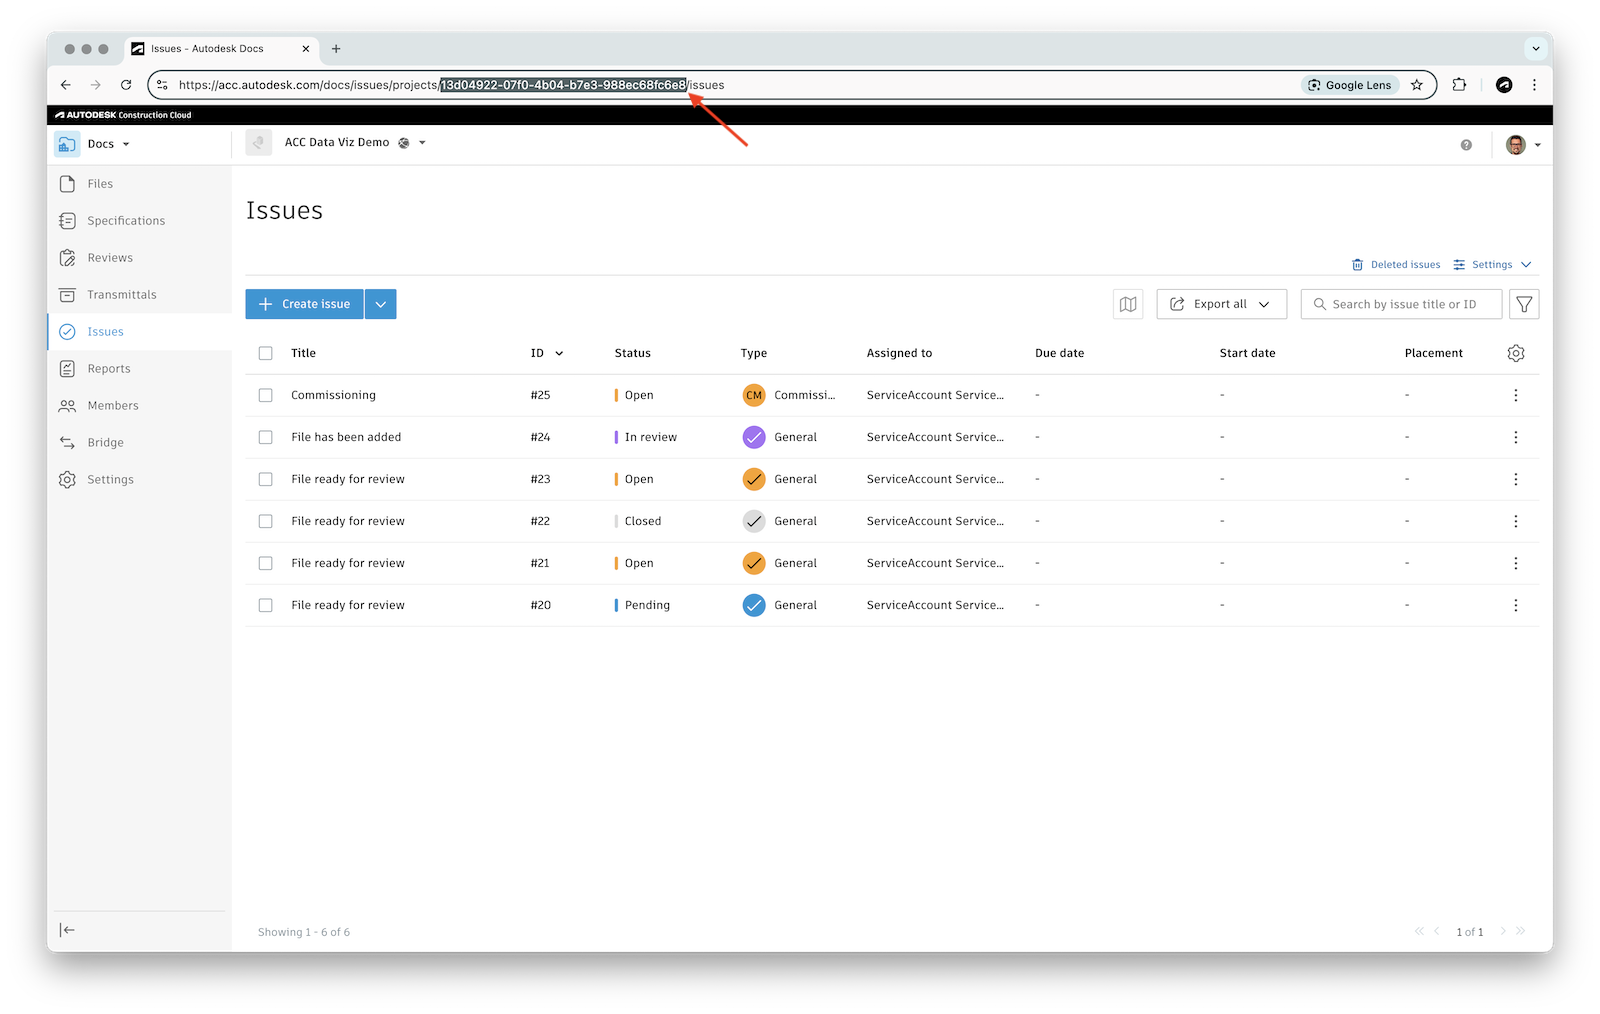 Issues - Autodesk Docs
https://acc.autodesk.com/docs/issues/projects/13d04922-07f0-4b04-b7e3-988ec68fc6e8/issues
Google Lens
AUTODESK Construction Cloud
Docs
ACC Data Viz Demo
Files
Specifications
Reviews
Transmittals
Issues
Reports
Members
Bridge
Settings
Issues
Deleted issues Settings
Create issue
Export all
Search by issue title or ID
Title ID Status Type Assigned to Due date Start date Placement
Commissioning #25 Open CM Commissi... ServiceAccount Service... - - -
File has been added #24 In review General ServiceAccount Service... - - -
File ready for review #23 Open General ServiceAccount Service... - - -
File ready for review #22 Closed General ServiceAccount Service... - - -
File ready for review #21 Open General ServiceAccount Service... - - -
File ready for review #20 Pending General ServiceAccount Service... - - -
Showing 1 - 6 of 6
1 of 1